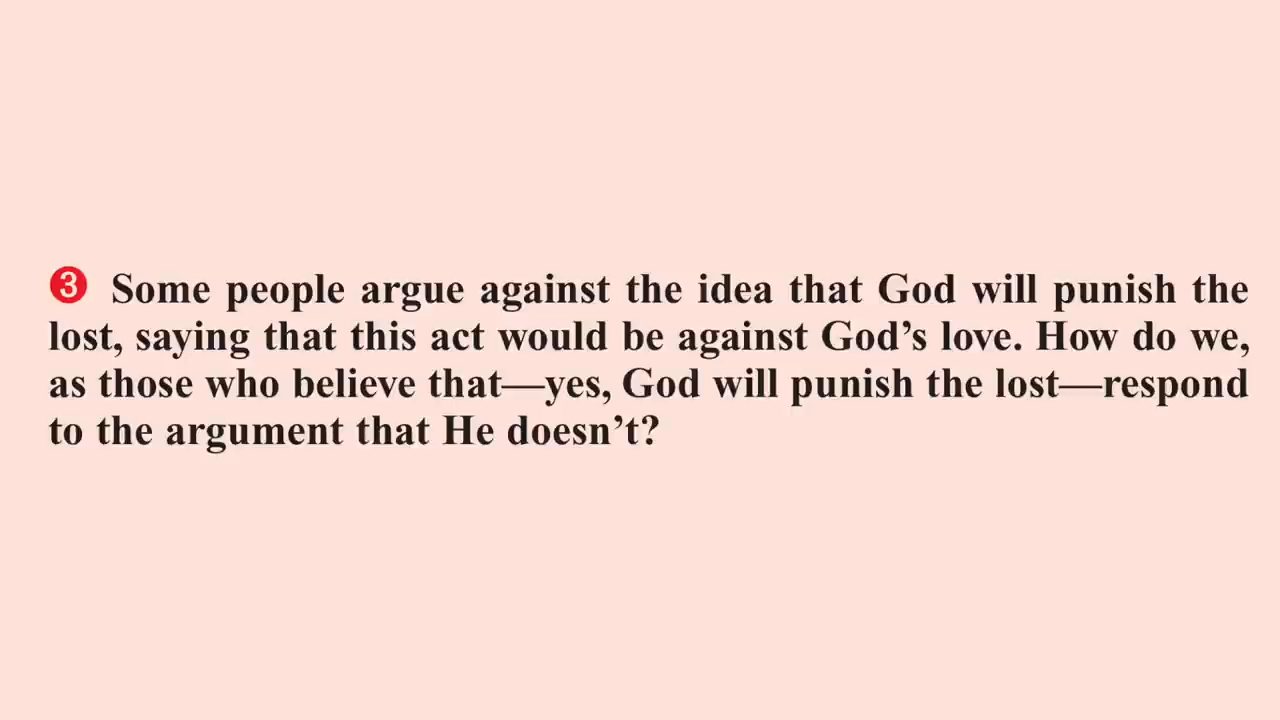 ❸ Some people argue against the idea that God will punish the
lost, saying that this act would be against God’s love. How do we,
as those who believe that—yes, God will punish the lost—respond
to the argument that He doesn’t?